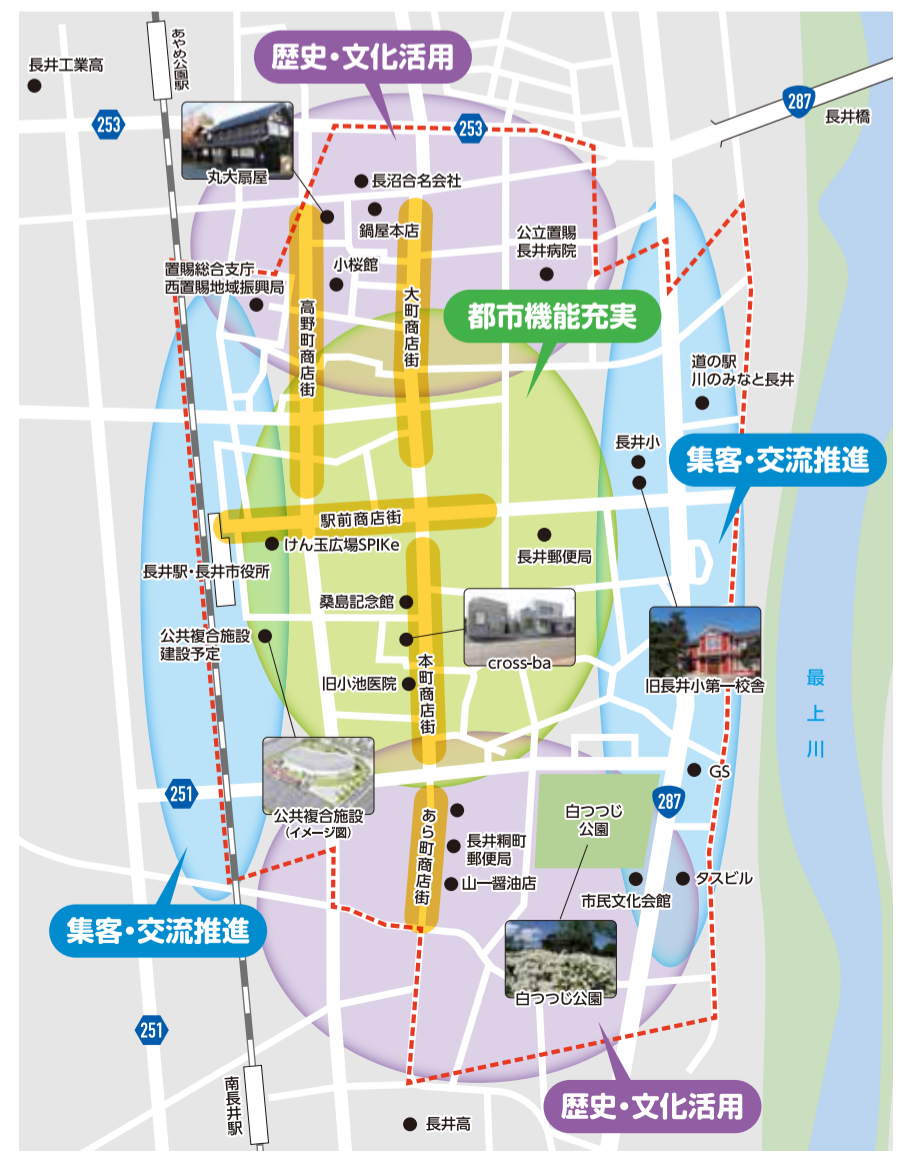 あやめ公園駅
歴史・文化活用
長井工業高
287
長井橋
253
253
丸大扇屋
長沼合名会社
鍋屋本店
公立置賜
長井病院
小桜館
置賜総合支庁
西置賜地域振興局
高野町商店街
大町商店街
都市機能充実
道の駅
川のみなと長井
長井小
集客・交流推進
駅前商店街
けん玉広場SPIKe
長井郵便局
長井駅・長井市役所
桑島記念館
公共複合施設
建設予定
cross-ba
本町商店街
旧小池医院
旧長井小第一校舎
最上川
GS
251
287
公共複合施設
(イメージ図)
白つつじ
公園
あら町商店街
長井糀町
郵便局
山一醤油店
市民文化会館
タスビル
集客・交流推進
白つつじ公園
251
南長井駅
歴史・文化活用
長井高